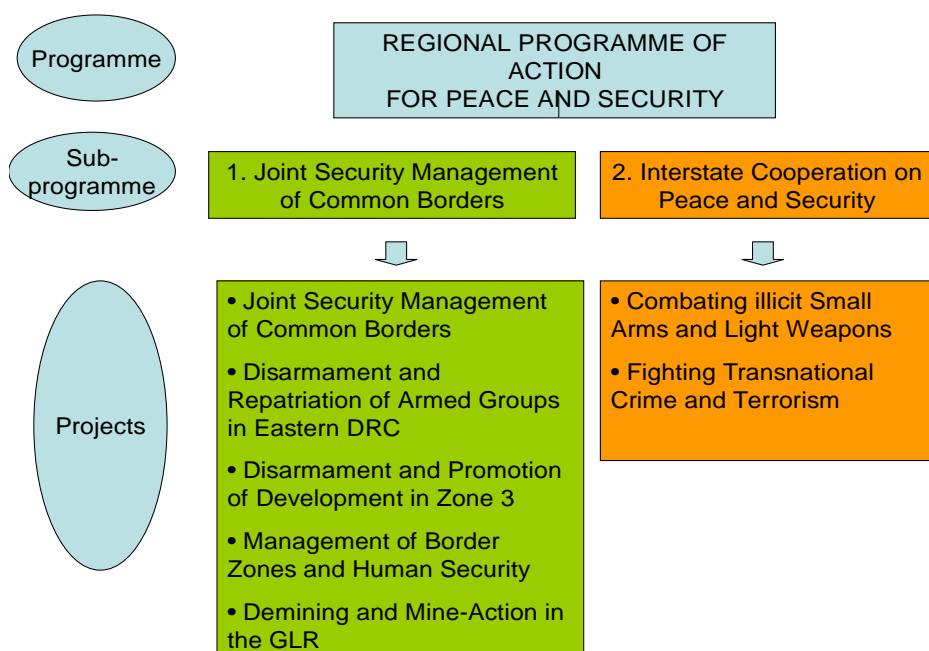 Programme
REGIONAL PROGRAMME OF
ACTION
FOR PEACE AND SECURITY
Sub-
programme
1. Joint Security Management
of Common Borders
2. Interstate Cooperation on
Peace and Security
Projects
• Joint Security Management
of Common Borders
• Disarmament and
Repatriation of Armed Groups
in Eastern DRC
• Disarmament and Promotion
of Development in Zone 3
• Management of Border
Zones and Human Security
• Demining and Mine-Action in
the GLR
• Combating illicit Small
Arms and Light Weapons
• Fighting Transnational
Crime and Terrorism